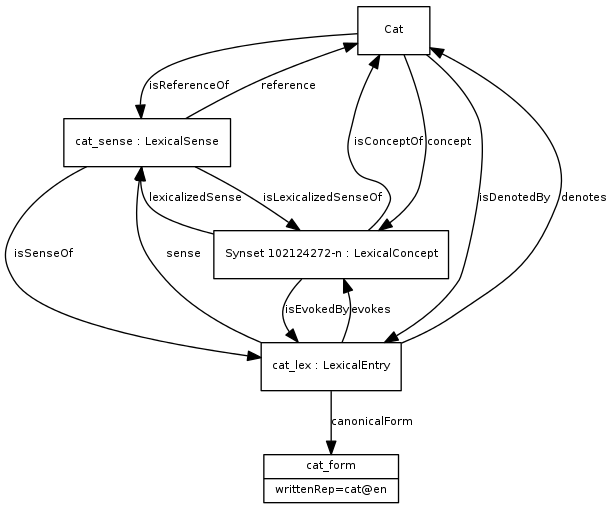 Cat
isReferenceOf
reference
cat_sense : LexicalSense
isConceptOf
concept
lexicalizedSense
isLexicalizedSenseOf
isDenotedBy
denotes
isSenseOf
sense
Synset 102124272-n : LexicalConcept
isEvokedBy
evokes
cat_lex : LexicalEntry
canonicalForm
cat_form
writtenRep=cat@en